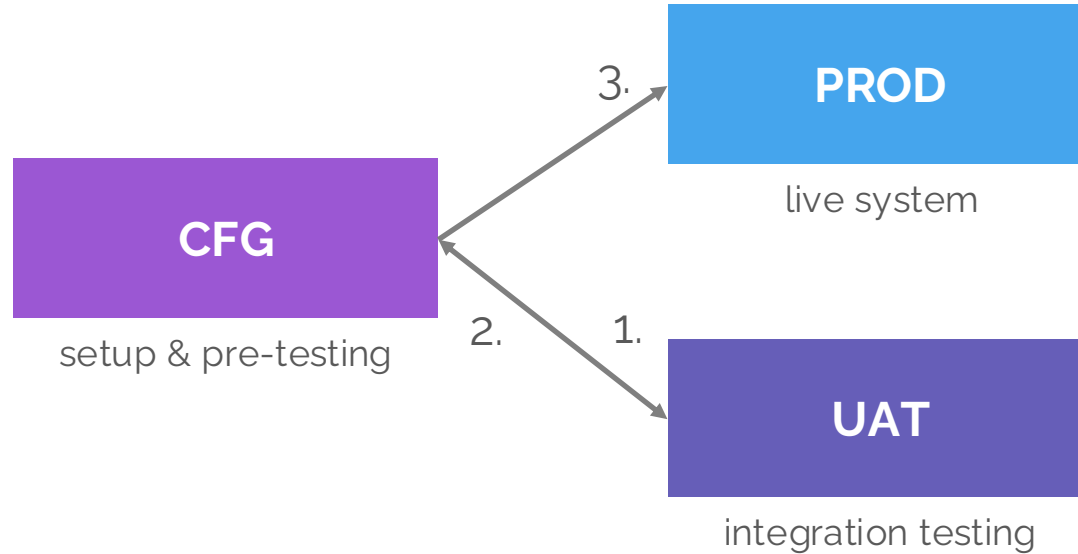 3.
PROD
live system
CFG
setup & pre-testing
2.
1.
UAT
integration testing